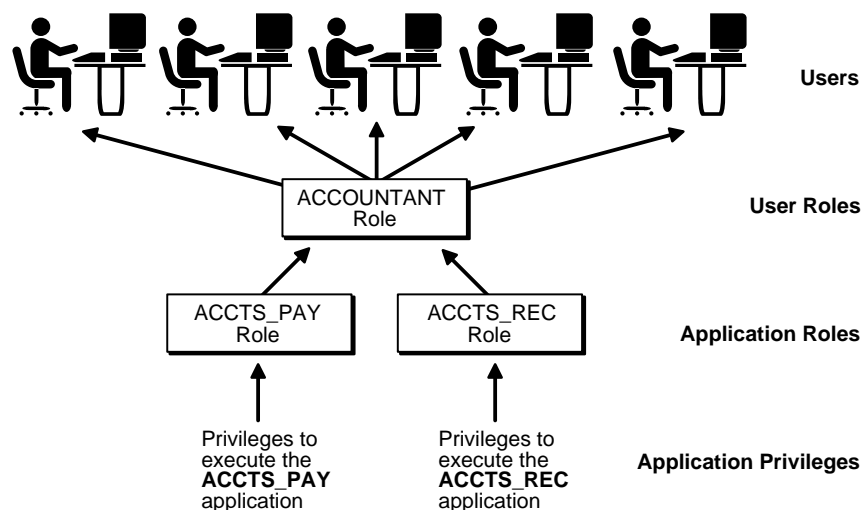 Users
ACCOUNTANT
Role
User Roles
ACCTS_PAY
Role
ACCTS_REC
Role
Application Roles
Privileges to
execute the
ACCTS_PAY
application
Privileges to
execute the
ACCTS_REC
application
Application Privileges